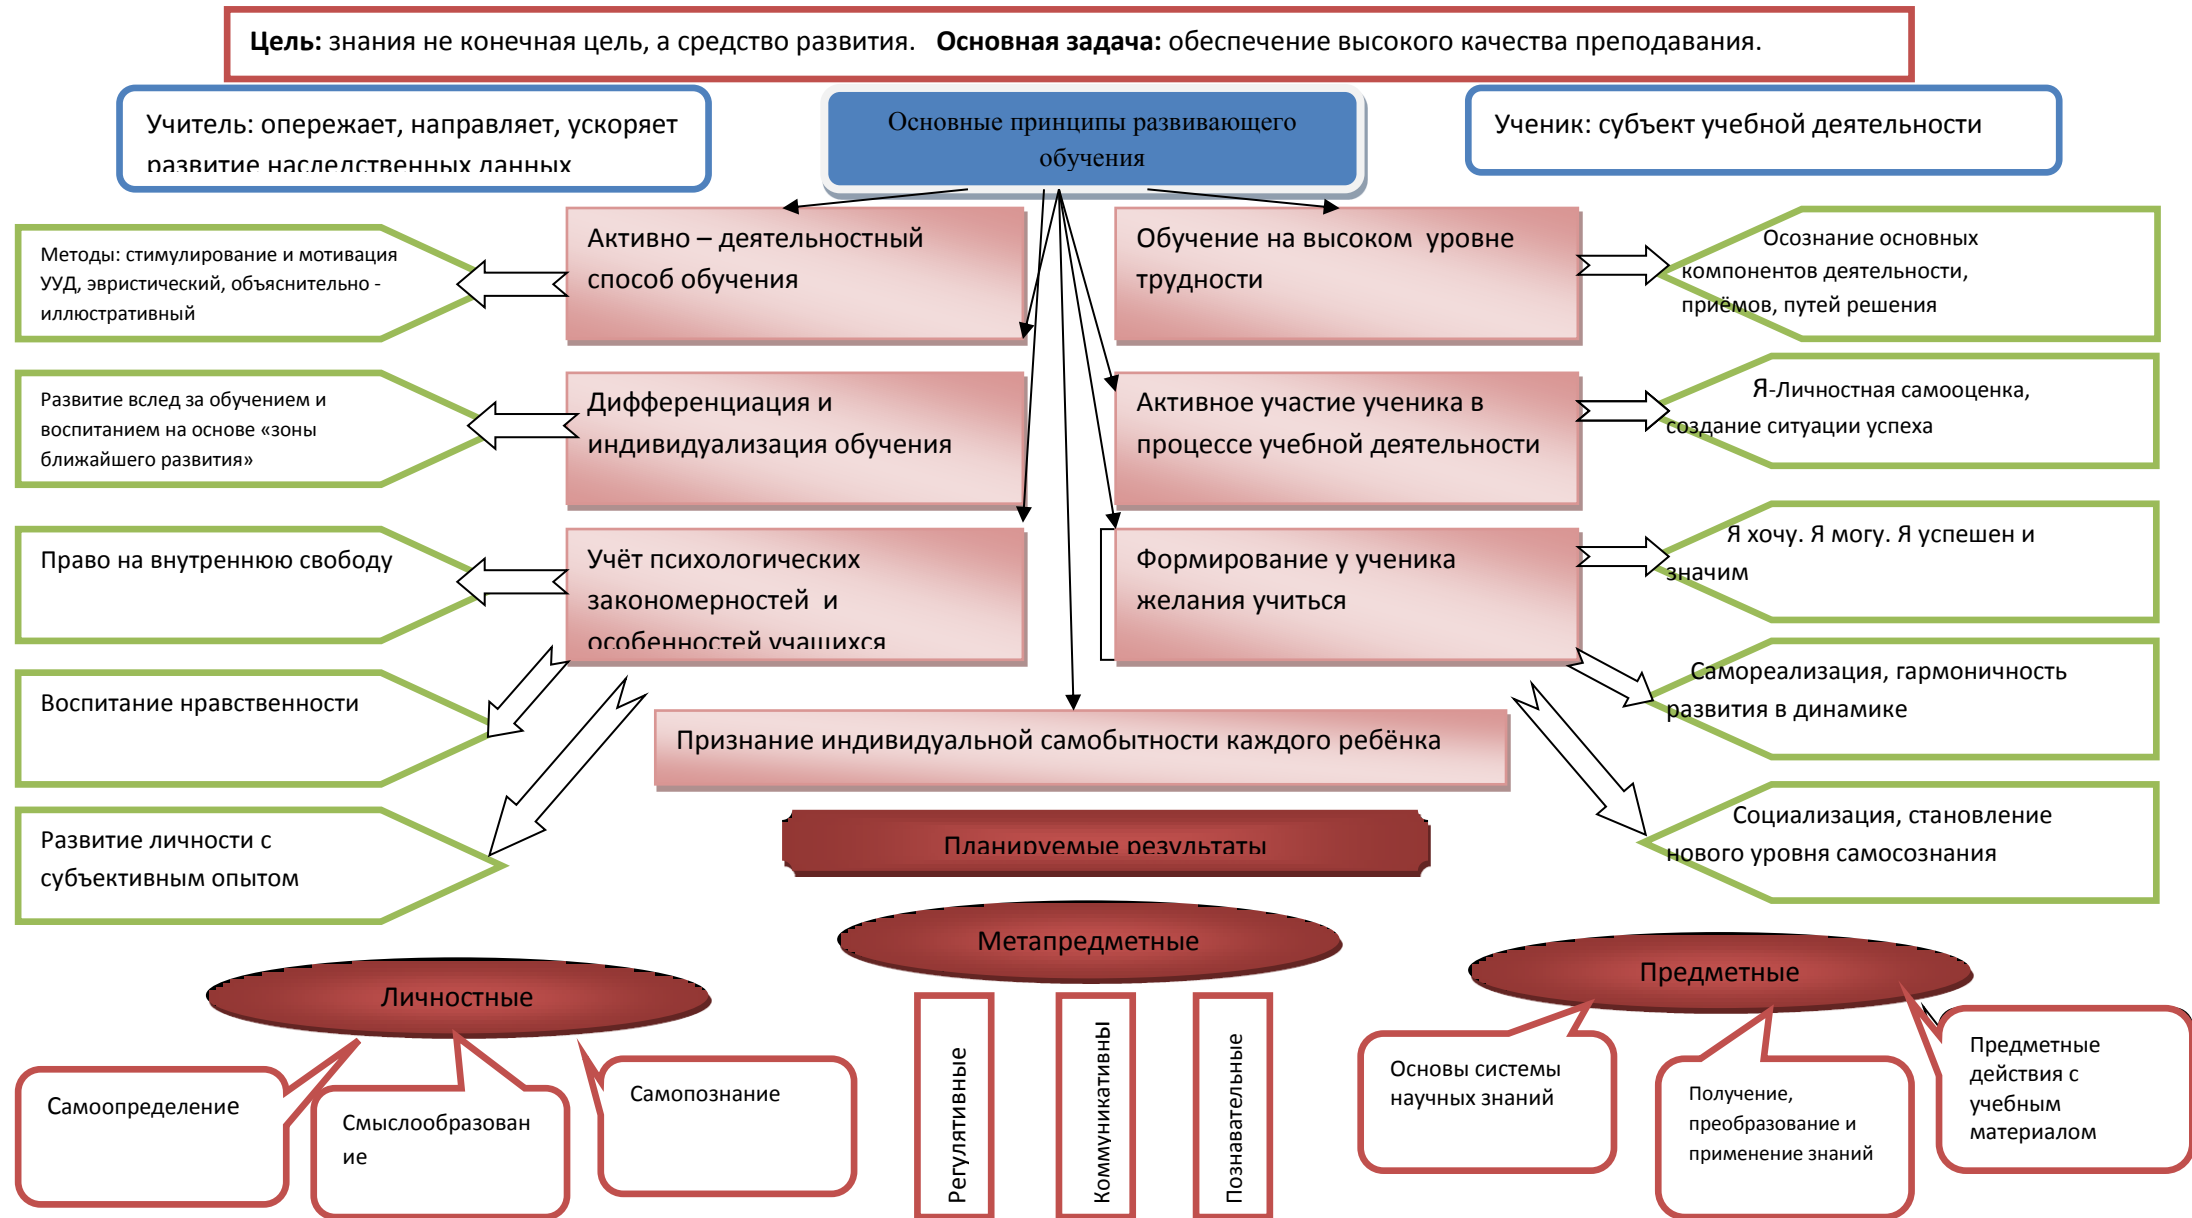 Цель: знания не конечная цель, а средство развития. Основная задача: обеспечение высокого качества преподавания.
Учитель: опережает, направляет, ускоряет
развитие наследственных данных
Основные принципы развивающего
обучения
Ученик: субъект учебной деятельности
Методы: стимулирование и мотивация
УУД, эвристический, объяснительно -
иллюстративный
Активно – деятельностный
способ обучения
Обучение на высоком уровне
трудности
Осознание основных
компонентов деятельности,
приёмов, путей решения
Развитие вслед за обучением и
воспитанием на основе «зоны
ближайшего развития»
Дифференциация и
индивидуализация обучения
Активное участие ученика в
процессе учебной деятельности
Я-Личностная самооценка,
создание ситуации успеха
Право на внутреннюю свободу
Учёт психологических
закономерностей и
особенностей учащихся
Формирование у ученика
желания учиться
Я хочу. Я могу. Я успешен и
значим
Воспитание нравственности
Признание индивидуальной самобытности каждого ребёнка
Самореализация, гармоничность
развития в динамике
Развитие личности с
субъективным опытом
Планируемые результаты
Социализация, становление
нового уровня самосознания
Личностные
Метапредметные
Предметные
Самоопределение
Смыслообразован
ие
Самопознание
Регулятивные
Коммуникативны
Познавательные
Основы системы
научных знаний
Получение,
преобразование и
применение знаний
Предметные
действия с
учебным
материалом